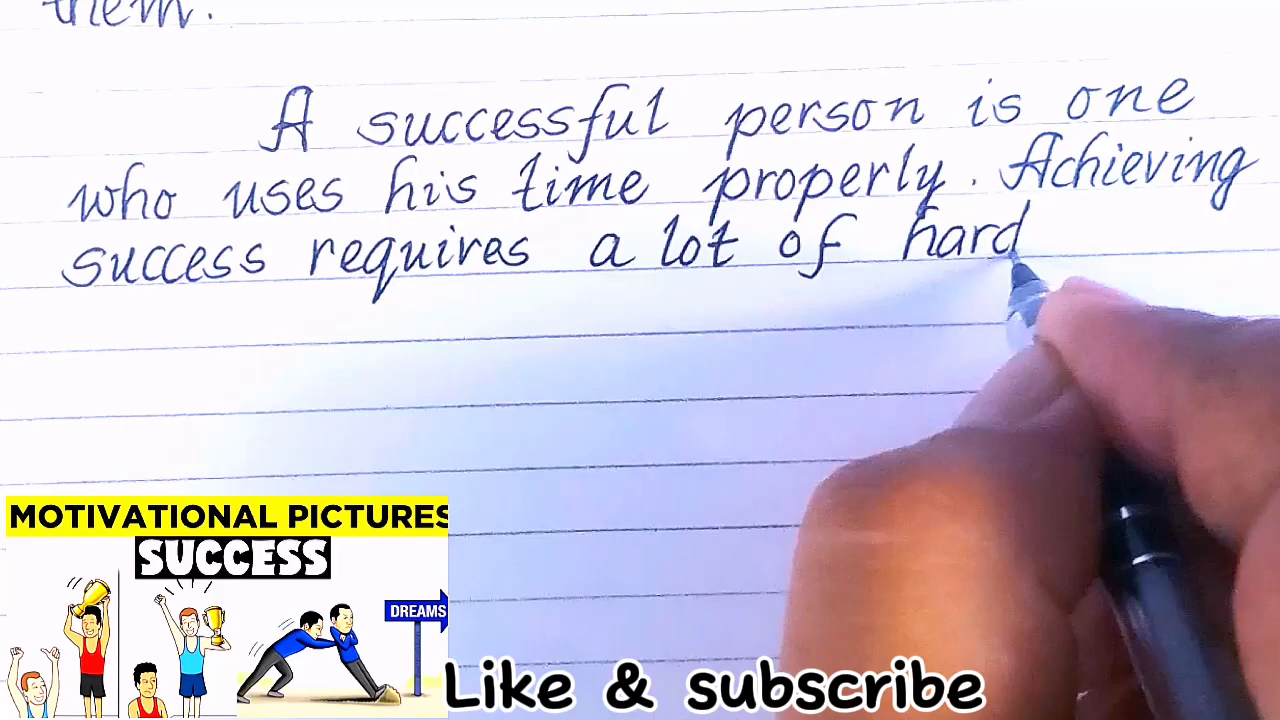 them.
A successful person is one
who uses his time properly. Achieving
success requires a lot of hard
MOTIVATIONAL PICTURES
SUCCESS
DREAMS
Like & subscribe